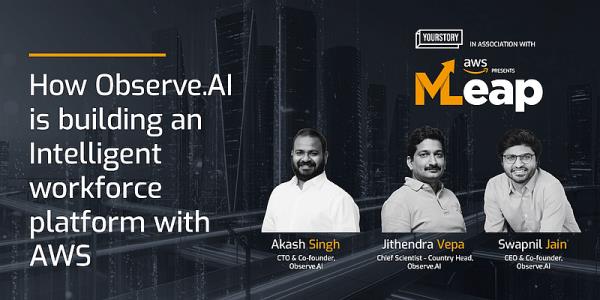 YOURSTORY
IN ASSOCIATION WITH
aws
PRESENTS
MLeap
How Observe.AI
is building an
Intelligent
workforce
platform with
AWS
Akash Singh
CTO & Co-founder,
Observe.AI
Jithendra Vepa
Chief Scientist - Country Head,
Observe.AI
Swapnil Jain
CEO & Co-founder,
Observe.AI